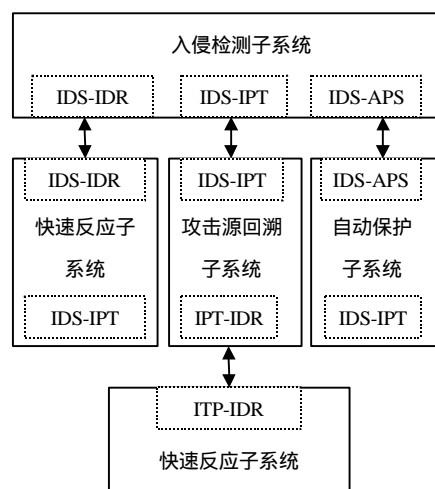 入侵检测子系统
IDS-IDR IDS-IPT IDS-APS
IDS-IDR IDS-IPT IDS-APS
快速反应子 攻击源回溯 自动保护
系统 子系统 子系统
IDS-IPT IPT-IDR IDS-IPT
ITP-IDR
快速反应子系统